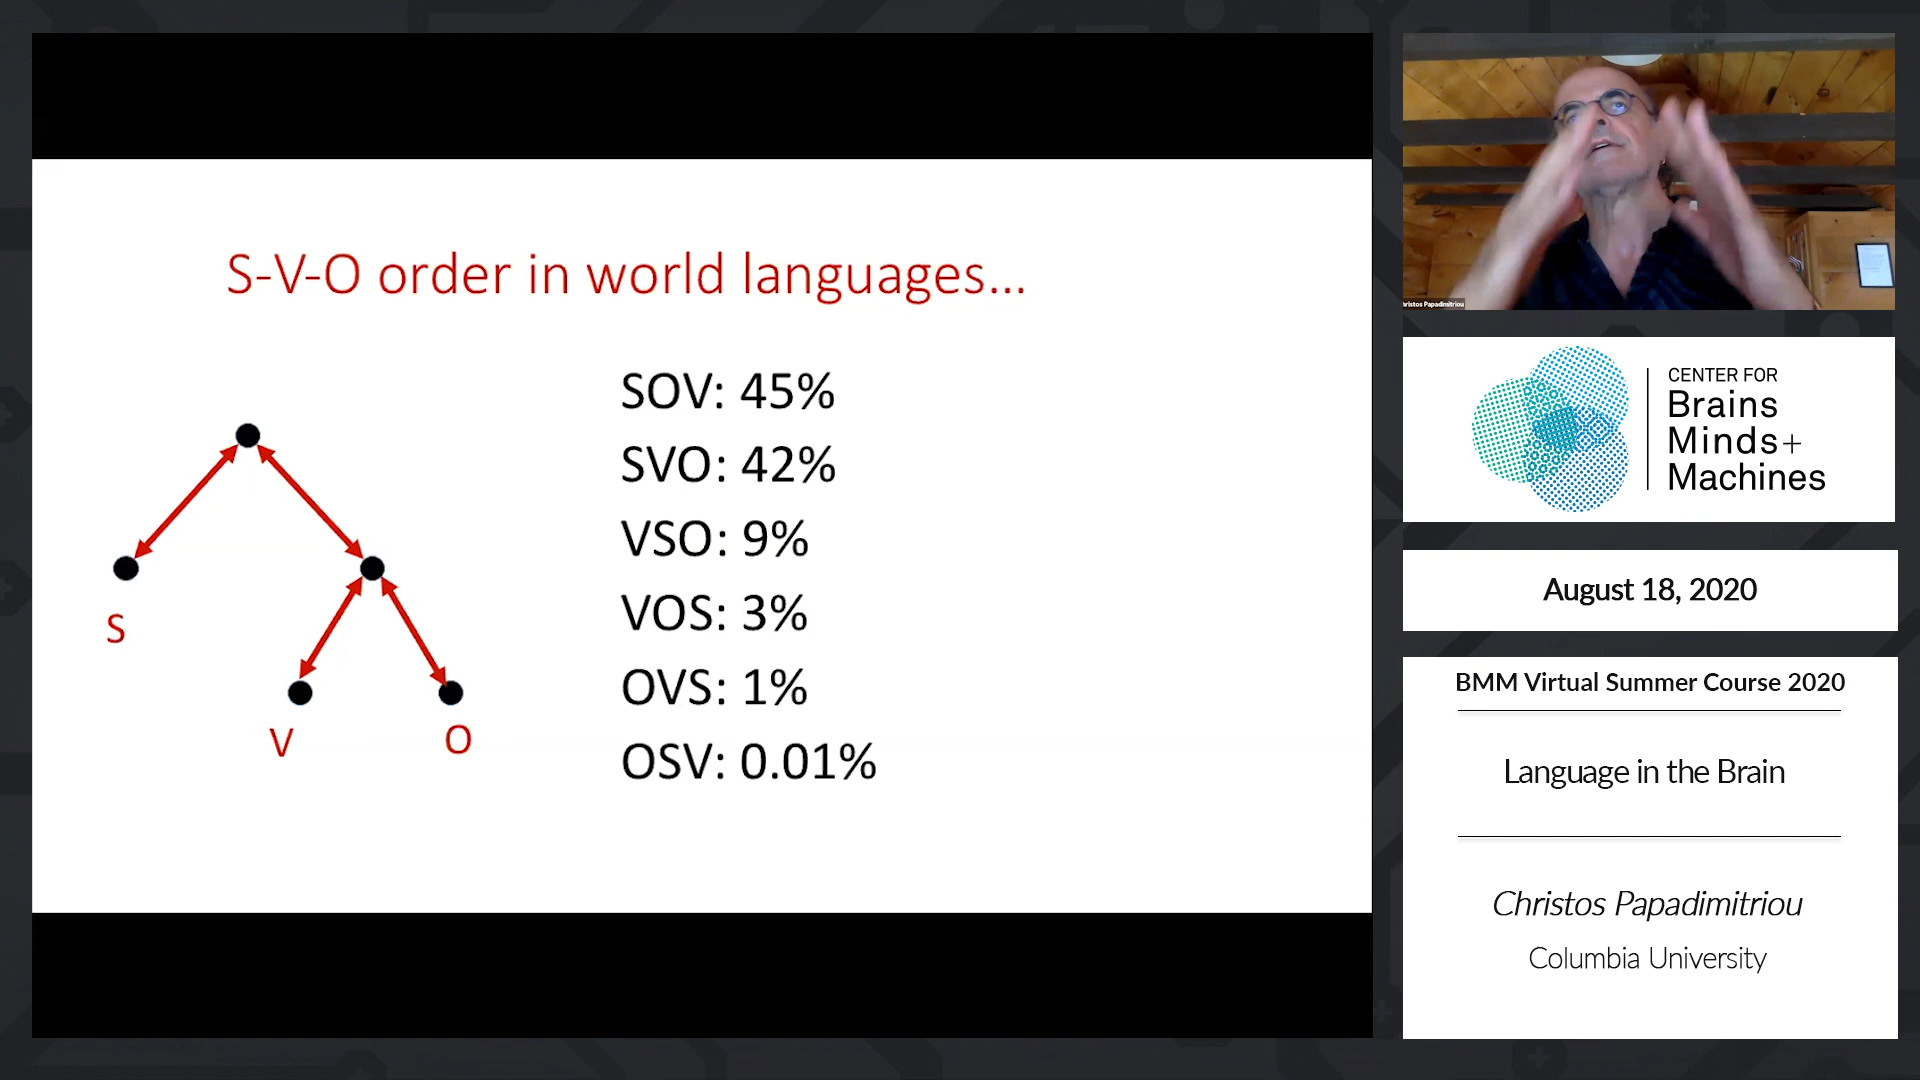 S-V-O order in world languages...
S
V
O
SOV: 45%
SVO: 42%
VSO: 9%
VOS: 3%
OVS: 1%
OSV: 0.01%
Christos Papadimitriou
CENTER FOR
Brains
Minds+
Machines
August 18, 2020
BMM Virtual Summer Course 2020
Language in the Brain
Christos Papadimitriou
Columbia University